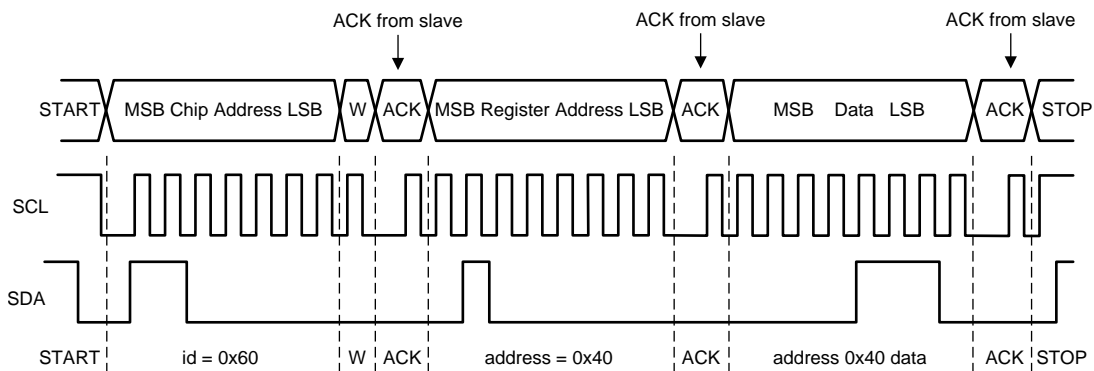 ACK from slave ACK from slave ACK from slave
START MSB Chip Address LSB W ACK MSB Register Address LSB ACK MSB Data LSB ACK STOP
SCL
SDA
START id = 0x60 W ACK address = 0x40 ACK address 0x40 data ACK STOP